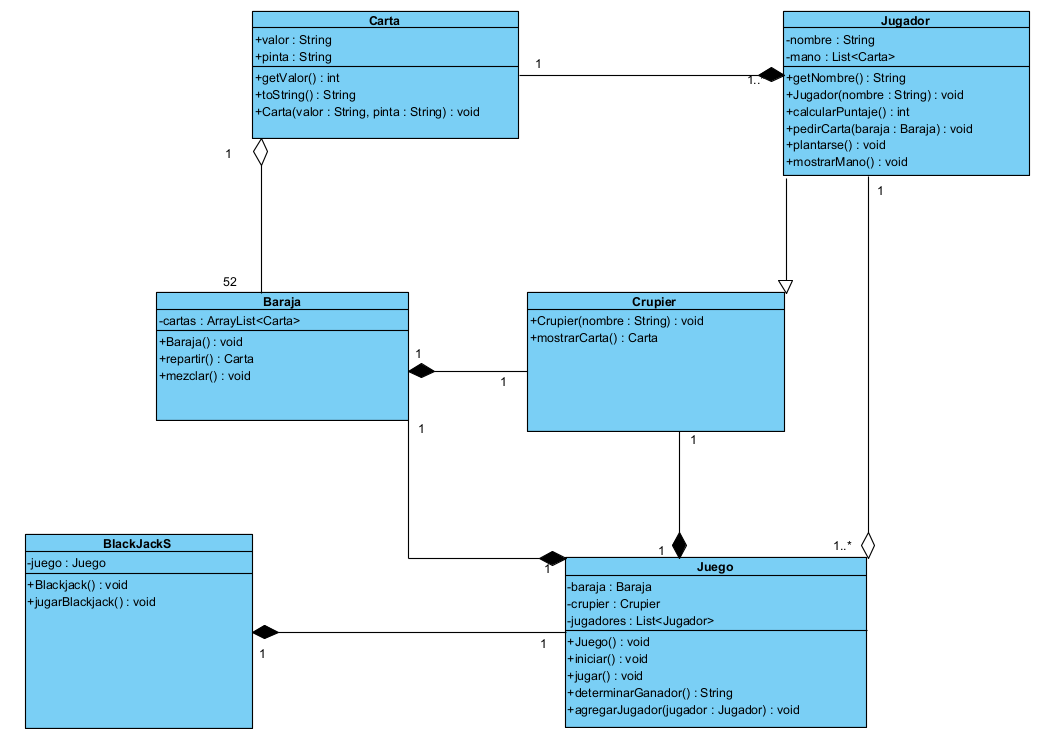 Carta
+valor : String
+pinta : String
+getValor() : int
+toString() : String
+Carta(valor : String, pinta : String) : void
1
1..*
Jugador
-nombre : String
-mano : List<Carta>
+getNombre() : String
+Jugador(nombre : String) : void
+calcularPuntaje() : int
+pedirCarta(baraja : Baraja) : void
+plantarse() : void
+mostrarMano() : void
1
1
52
Baraja
-cartas : ArrayList<Carta>
+Baraja() : void
+repartir() : Carta
+mezclar() : void
1
1
Crupier
+Crupier(nombre : String) : void
+mostrarCarta() : Carta
1
1
1
1..*
1
BlackJackS
-juego : Juego
+Blackjack() : void
+jugarBlackjack() : void
1
1
Juego
-baraja : Baraja
-crupier : Crupier
-jugadores : List<Jugador>
+Juego() : void
+iniciar() : void
+jugar() : void
+determinarGanador() : String
+agregarJugador(jugador : Jugador) : void